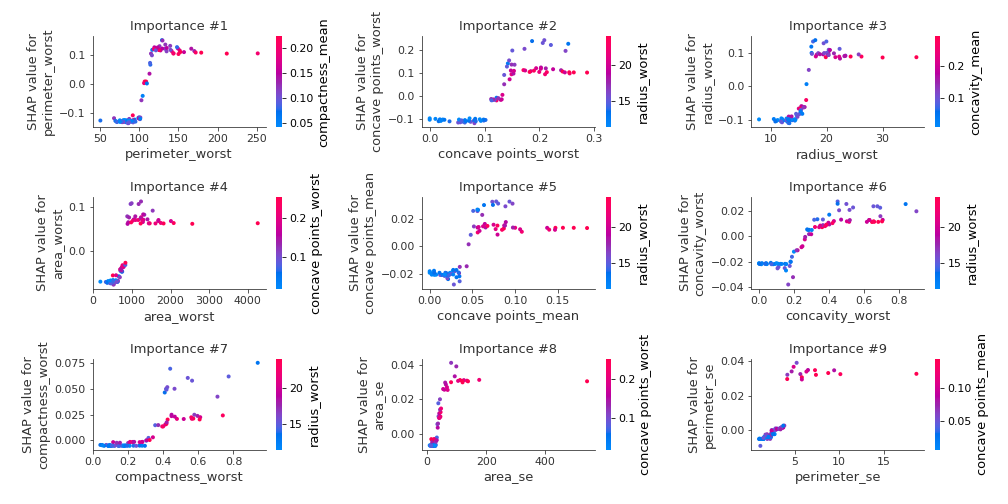 Importance #1
SHAP value for
perimeter_worst
0.1
0.0
−0.1
50
100
150
200
250
perimeter_worst
0.20
0.15
0.10
0.05
compactness_mean
Importance #2
SHAP value for
concave points_worst
0.2
0.1
0.0
−0.1
0.0
0.1
0.2
0.3
concave points_worst
20
15
radius_worst
Importance #3
SHAP value for
radius_worst
0.1
0.0
−0.1
10
20
30
radius_worst
0.2
0.1
concavity_mean
Importance #4
SHAP value for
area_worst
0.1
0.0
0
1000
2000
3000
4000
area_worst
0.2
0.1
concave points_worst
Importance #5
SHAP value for
concave points_mean
0.02
0.00
−0.02
0.00
0.05
0.10
0.15
concave points_mean
20
15
radius_worst
Importance #6
SHAP value for
concavity_worst
0.02
0.00
−0.02
−0.04
0.0
0.2
0.4
0.6
0.8
concavity_worst
20
15
radius_worst
Importance #7
SHAP value for
compactness_worst
0.075
0.050
0.025
0.000
0.0
0.2
0.4
0.6
0.8
compactness_worst
20
15
radius_worst
Importance #8
SHAP value for
area_se
0.04
0.02
0.00
0
200
400
area_se
0.2
0.1
concave points_worst
Importance #9
SHAP value for
perimeter_se
0.04
0.02
0.00
5
10
15
perimeter_se
0.10
0.05
concave points_mean